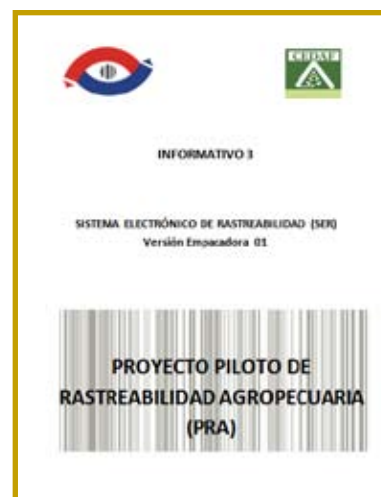 CEDAF
INFORMATIVO 3
SISTEMA ELECTRÓNICO DE RASTREABILIDAD (SER)
Versión Empacadora 01
PROYECTO PILOTO DE
RASTREABILIDAD AGROPECUARIA
(PRA)